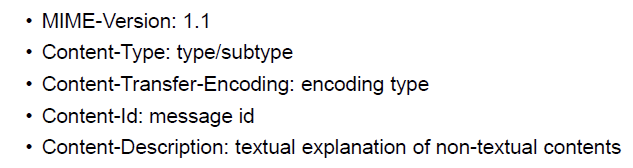 • MIME-Version: 1.1
• Content-Type: type/subtype
• Content-Transfer-Encoding: encoding type
• Content-Id: message id
• Content-Description: textual explanation of non-textual contents